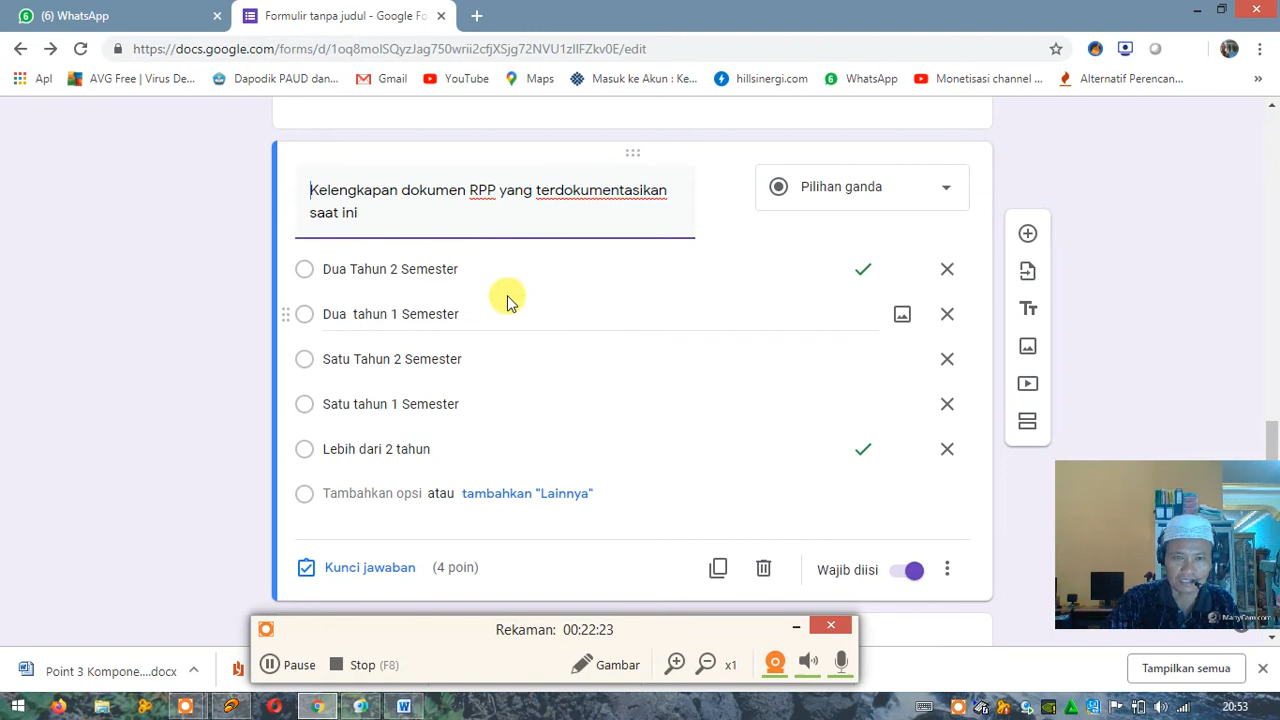 (6) WhatsApp
Formulir tanpa judul - Google Fo
https://docs.google.com/forms/d/1oq8moISQyzJag750wrii2cfjXSjg72NVU1zlIFZkv0E/edit
Apl
AVG Free | Virus De...
Dapodik PAUD dan...
Gmail
YouTube
Maps
Masuk ke Akun : Ke...
hillsinergi.com
WhatsApp
Monetisasi channel ...
Alternatif Perencan...
»
Kelengkapan dokumen RPP yang terdokumentasikan
saat ini
Pilihan ganda
Dua Tahun 2 Semester
Dua  tahun 1 Semester
Satu Tahun 2 Semester
Satu tahun 1 Semester
Lebih dari 2 tahun
Tambahkan opsi atau tambahkan "Lainnya"
Kunci jawaban (4 poin)
Wajib diisi
Rekaman: 00:22:23
Pause
Stop (F8)
Gambar
x1
ManyCam.com
Point 3 Kompone....docx
Tampilkan semua
20:53